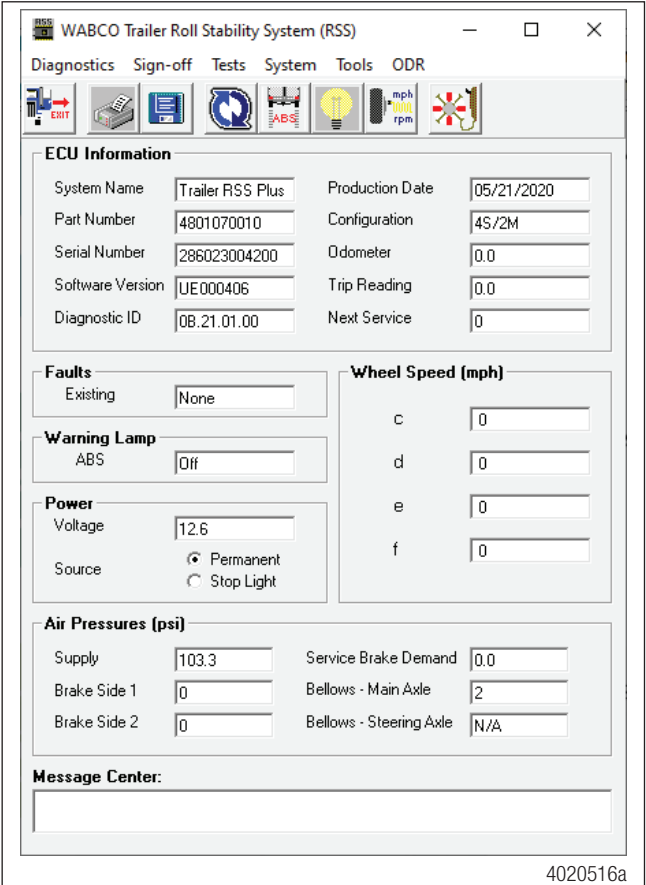 RSS
WABCO Trailer Roll Stability System (RSS)
Diagnostics Sign-off Tests System Tools ODR
EXIT ABS mph rpm
ECU Information
System Name Trailer RSS Plus Production Date 05/21/2020
Part Number 4801070010 Configuration 4S/2M
Serial Number 286023004200 Odometer 0.0
Software Version UE000406 Trip Reading 0.0
Diagnostic ID 0B.21.01.00 Next Service 0
Faults Wheel Speed (mph)
Existing None
c 0
Warning Lamp
ABS Off d 0
Power
Voltage 12.6 e 0
Source Permanent f 0
Stop Light
Air Pressures (psi)
Supply 103.3 Service Brake Demand 0.0
Brake Side 1 0 Bellows - Main Axle 2
Brake Side 2 0 Bellows - Steering Axle N/A
Message Center:
4020516a